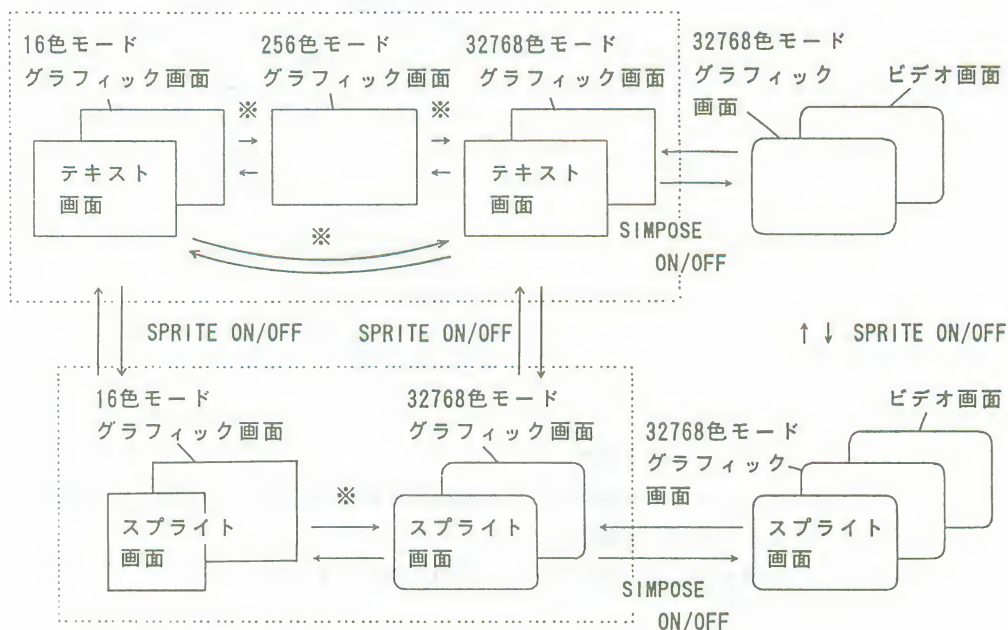 16色モード
グラフィック画面
256色モード
グラフィック画面
32768色モード
グラフィック画面
32768色モード
グラフィック
画面
ビデオ画面
※
※
テキスト
画面
テキスト
画面
※
SIMPOSE
ON/OFF
SPRITE ON/OFF
SPRITE ON/OFF
↑ ↓ SPRITE ON/OFF
16色モード
グラフィック画面
32768色モード
グラフィック画面
32768色モード
グラフィック
画面
ビデオ画面
※
スプライト
画面
スプライト
画面
スプライト
画面
SIMPOSE
ON/OFF